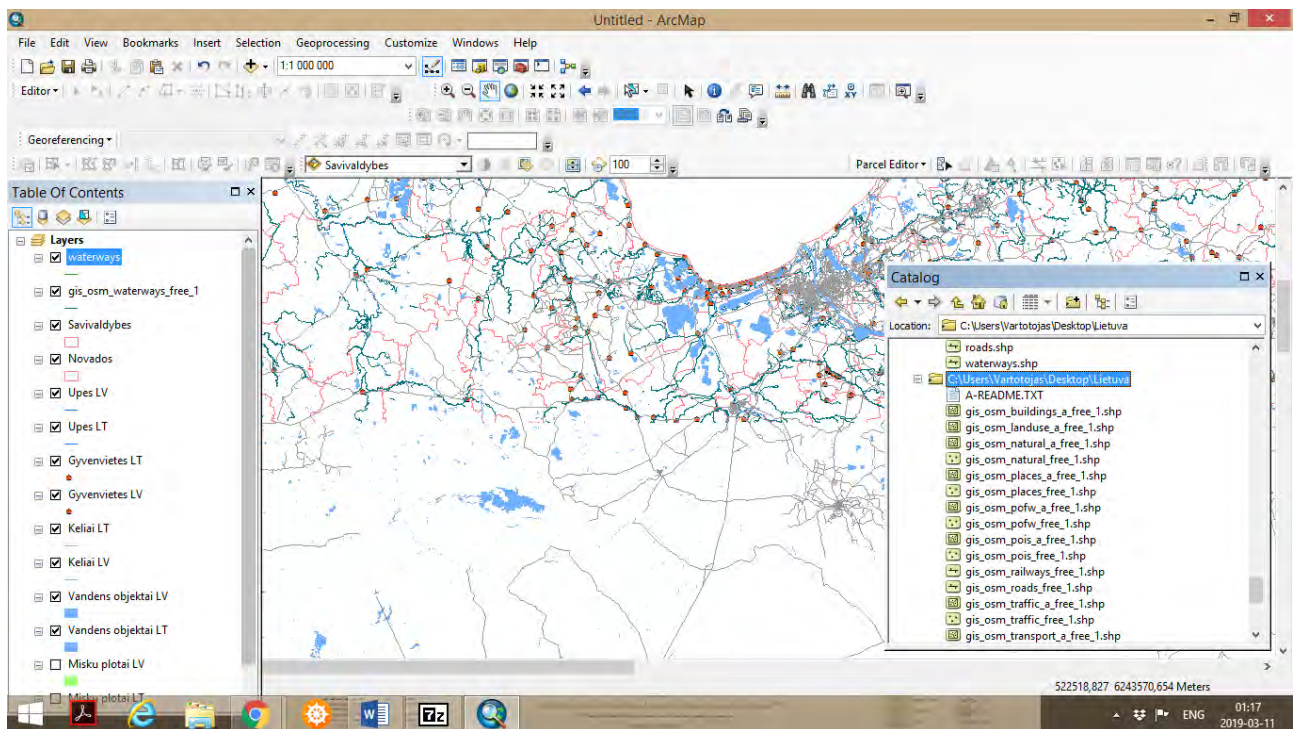 Untitled - ArcMap
File Edit View Bookmarks Insert Selection Geoprocessing Customize Windows Help
1:1 000 000
Editor
Georeferencing
Savivaldybes
100
Parcel Editor
Table Of Contents
Layers
waterways
gis_osm_waterways_free_1
Savivaldybes
Novados
Upes LV
Upes LT
Gyvenvietes LT
Gyvenvietes LV
Keliai LT
Keliai LV
Vandens objektai LV
Vandens objektai LT
Misku plotai LV
Misku plotai LT
Catalog
Location: C:\Users\Vartotojas\Desktop\Lietuva
roads.shp
waterways.shp
C:\Users\Vartotojas\Desktop\Lietuva
A-README.TXT
gis_osm_buildings_a_free_1.shp
gis_osm_landuse_a_free_1.shp
gis_osm_natural_a_free_1.shp
gis_osm_natural_free_1.shp
gis_osm_places_a_free_1.shp
gis_osm_places_free_1.shp
gis_osm_pofw_a_free_1.shp
gis_osm_pofw_free_1.shp
gis_osm_pois_a_free_1.shp
gis_osm_pois_free_1.shp
gis_osm_railways_free_1.shp
gis_osm_roads_free_1.shp
gis_osm_traffic_a_free_1.shp
gis_osm_traffic_free_1.shp
gis_osm_transport_a_free_1.shp
522518,827 6243570,654 Meters
7z
ENG
01:17
2019-03-11